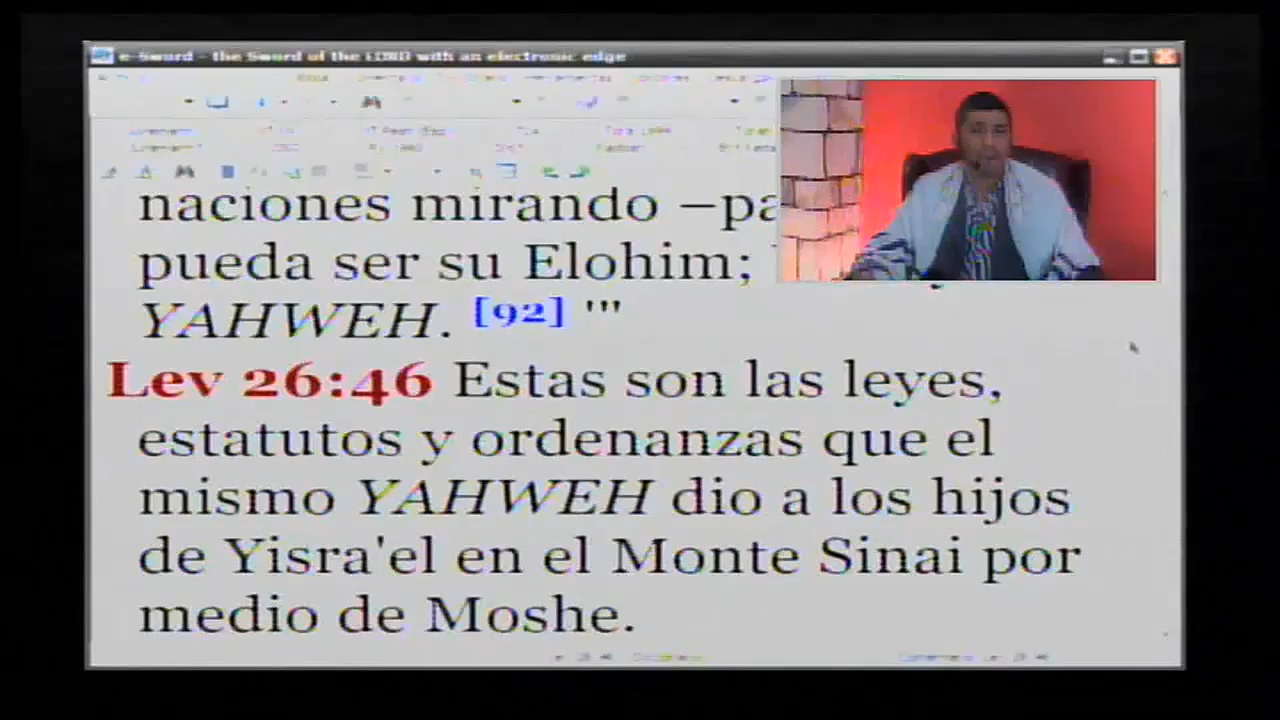 e-Sword - the Sword of the LORD with an electronic edge
naciones mirando –pa
pueda ser su Elohim;
YAHWEH. [92] '"
Lev 26:46 Estas son las leyes,
estatutos y ordenanzas que el
mismo YAHWEH dio a los hijos
de Yisra'el en el Monte Sinai por
medio de Moshe.